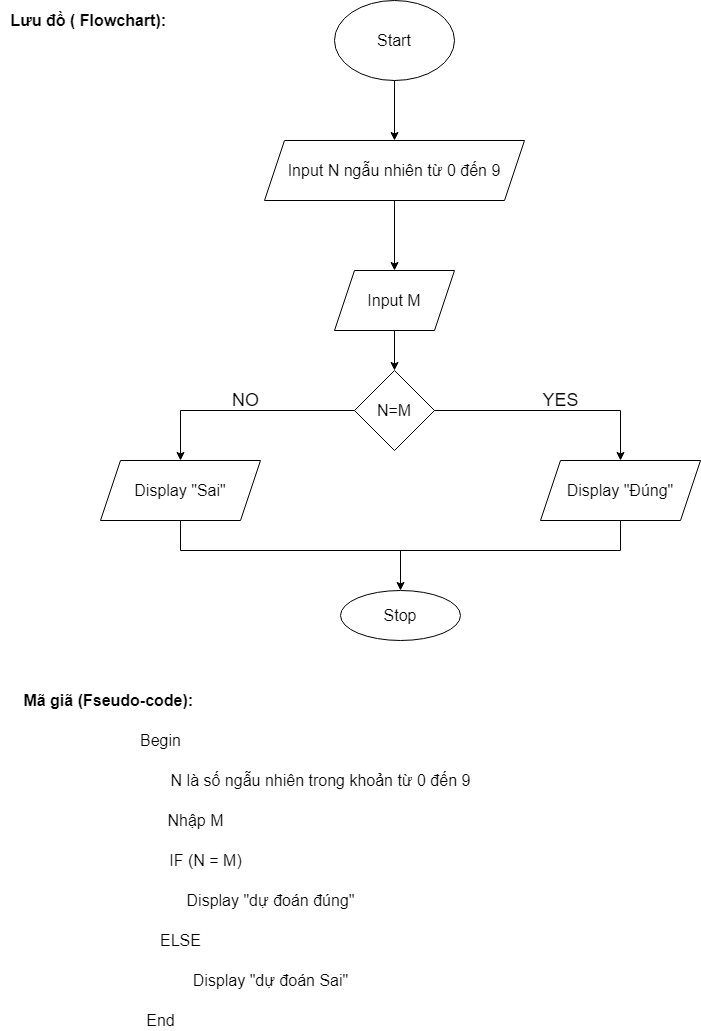 Lưu đồ ( Flowchart):
Start
Input N ngẫu nhiên từ 0 đến 9
Input M
N=M
NO
YES
Display "Sai"
Display "Đúng"
Stop
Mã giã (Fseudo-code):
Begin
N là số ngẫu nhiên trong khoản từ 0 đến 9
Nhập M
IF (N = M)
Display "dự đoán đúng"
ELSE
Display "dự đoán Sai"
End